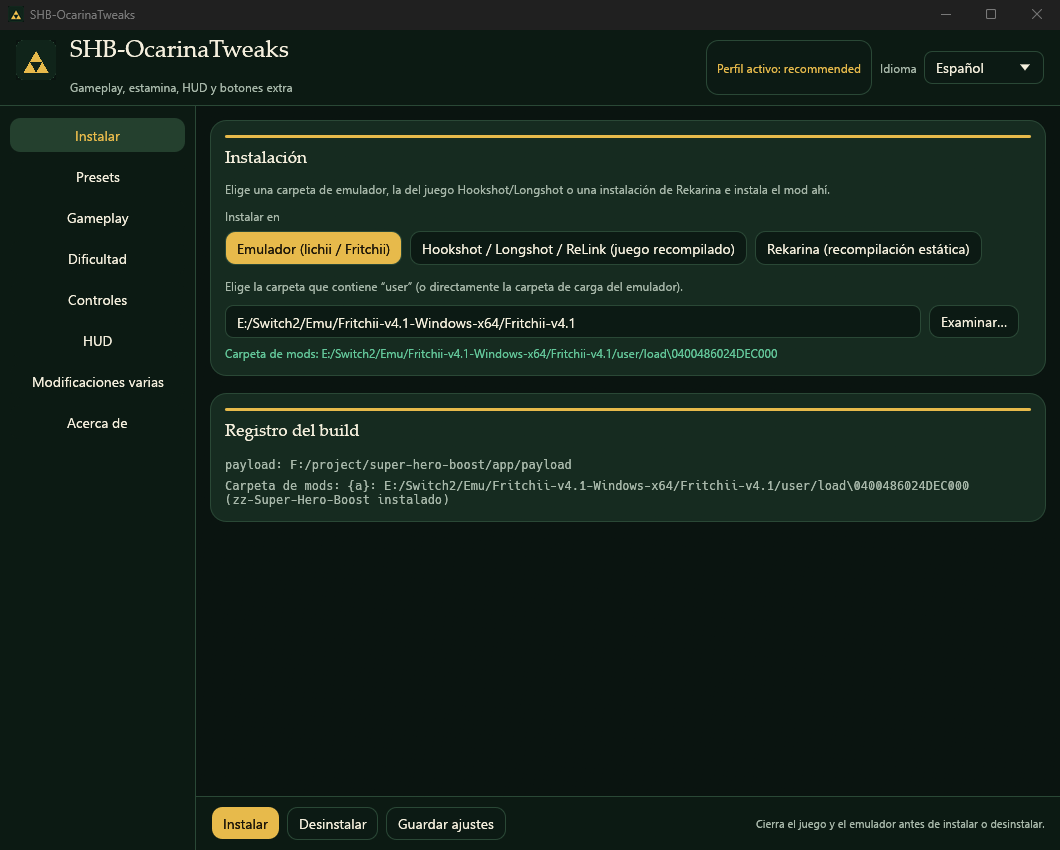 SHB-OcarinaTweaks
SHB-OcarinaTweaks
Gameplay, estamina, HUD y botones extra
Perfil activo: recommended
Idioma
Español
Instalar
Presets
Gameplay
Dificultad
Controles
HUD
Modificaciones varias
Acerca de
Instalación
Elige una carpeta de emulador, la del juego Hookshot/Longshot o una instalación de Rekarina e instala el mod ahí.
Instalar en
Emulador (lichii / Fritchii)
Hookshot / Longshot / ReLink (juego recompilado)
Rekarina (recompilación estática)
Elige la carpeta que contiene “user” (o directamente la carpeta de carga del emulador).
E:/Switch2/Emu/Fritchii-v4.1-Windows-x64/Fritchii-v4.1
Examinar...
Carpeta de mods: E:/Switch2/Emu/Fritchii-v4.1-Windows-x64/Fritchii-v4.1/user/load\0400486024DEC000
Registro del build
payload: F:/project/super-hero-boost/app/payload
Carpeta de mods: {a}: E:/Switch2/Emu/Fritchii-v4.1-Windows-x64/Fritchii-v4.1/user/load\0400486024DEC000
(zz-Super-Hero-Boost instalado)
Instalar
Desinstalar
Guardar ajustes
Cierra el juego y el emulador antes de instalar o desinstalar.